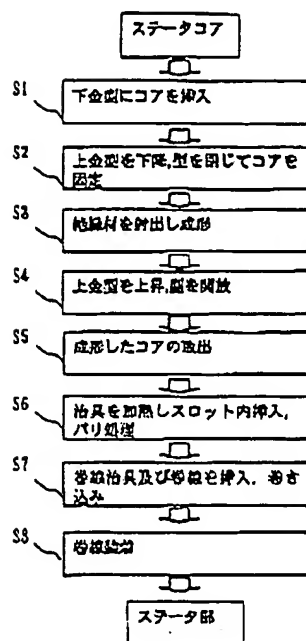 ステータコア
S1
下金型にコアを挿入
S2
上金型を下降,型を閉じてコアを
固定
S3
絶縁材を射出し成形
S4
上金型を上昇,型を開放
S5
成形したコアの取出
S6
治具を加熱しスロット内挿入,
バリ処理
S7
巻線治具及び巻線を挿入,巻き
込み
S8
巻線
ステータ部